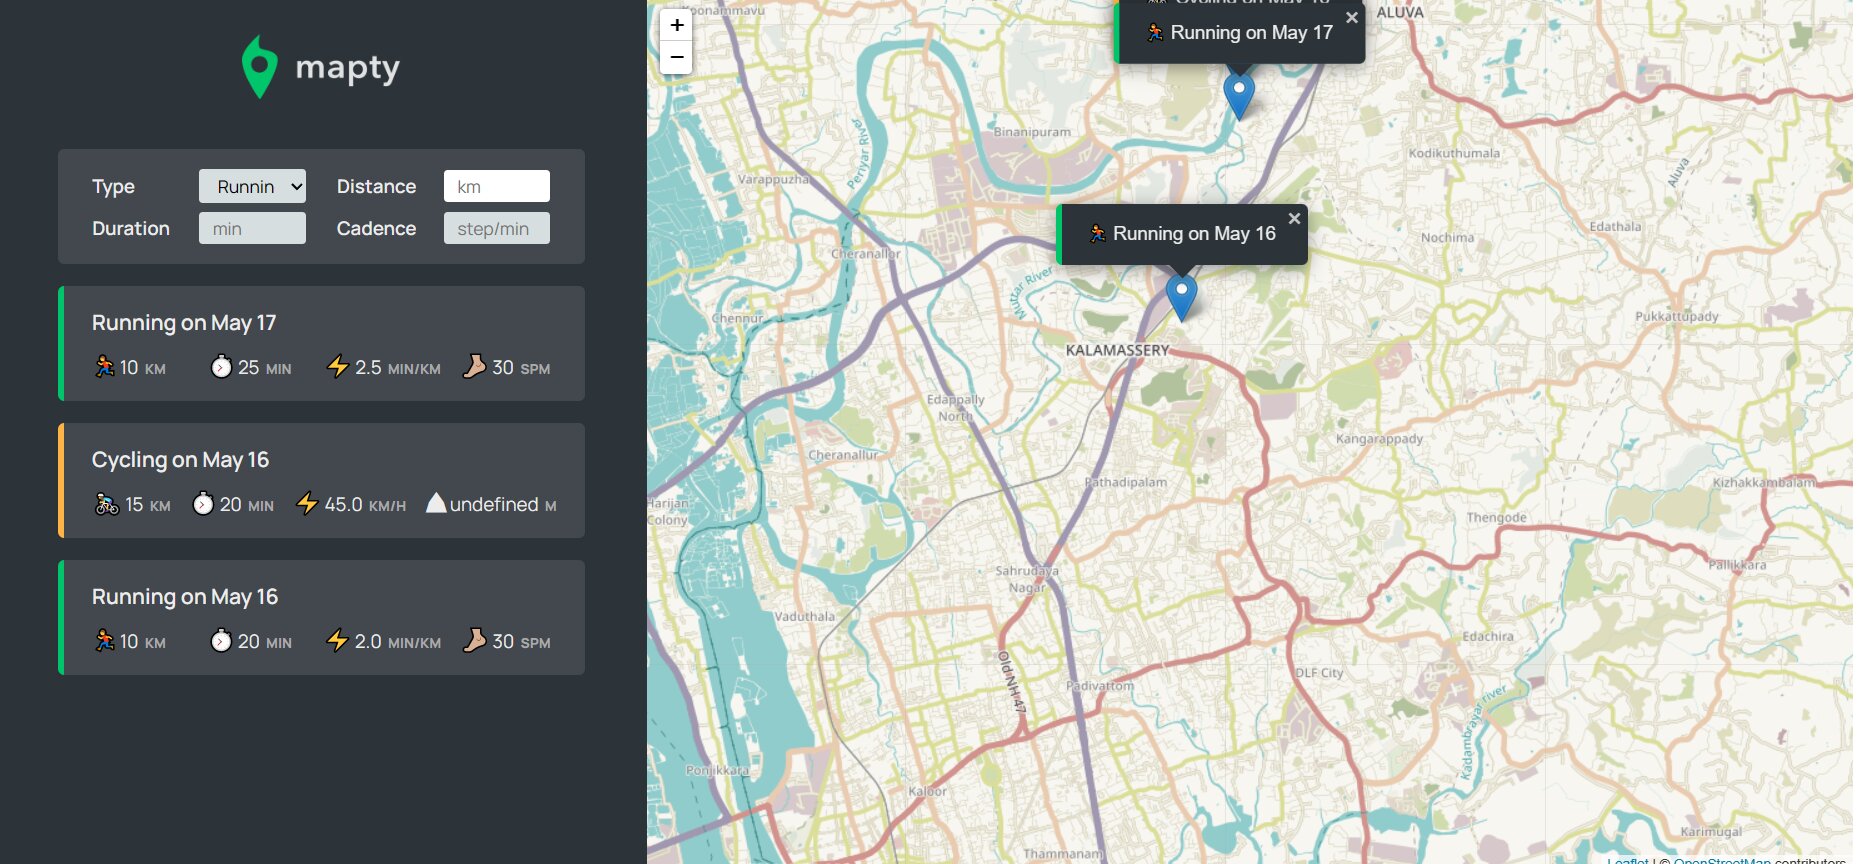 mapty
Type
Runnin
Distance
km
Duration
min
Cadence
step/min
Running on May 17
10 KM
25 MIN
2.5 MIN/KM
30 SPM
Cycling on May 16
15 KM
20 MIN
45.0 KM/H
undefined M
Running on May 16
10 KM
20 MIN
2.0 MIN/KM
30 SPM
+
−
Koonammavu
Cycling on May 16
Running on May 17
×
ALUVA
Binanipuram
Periyar River
Varappuzha
Kodikuthumala
Aluva
Running on May 16
×
Cheranallor
Muttar River
Nochima
Edathala
Chennur
Pukkattupady
KALAMASSERY
Edappally
North
Kangarappady
Cheranallur
Pathadipalam
Kizhakkambalam
Harijan
Colony
Thengode
Sahrudaya
Nagar
Pallikkara
Vaduthala
Edachira
Old NH 47
Padivattom
DLF City
Kadambrayar river
Ponjikkara
Kaloor
Karimugal
Thammanam
Leaflet | © OpenStreetMap contributors